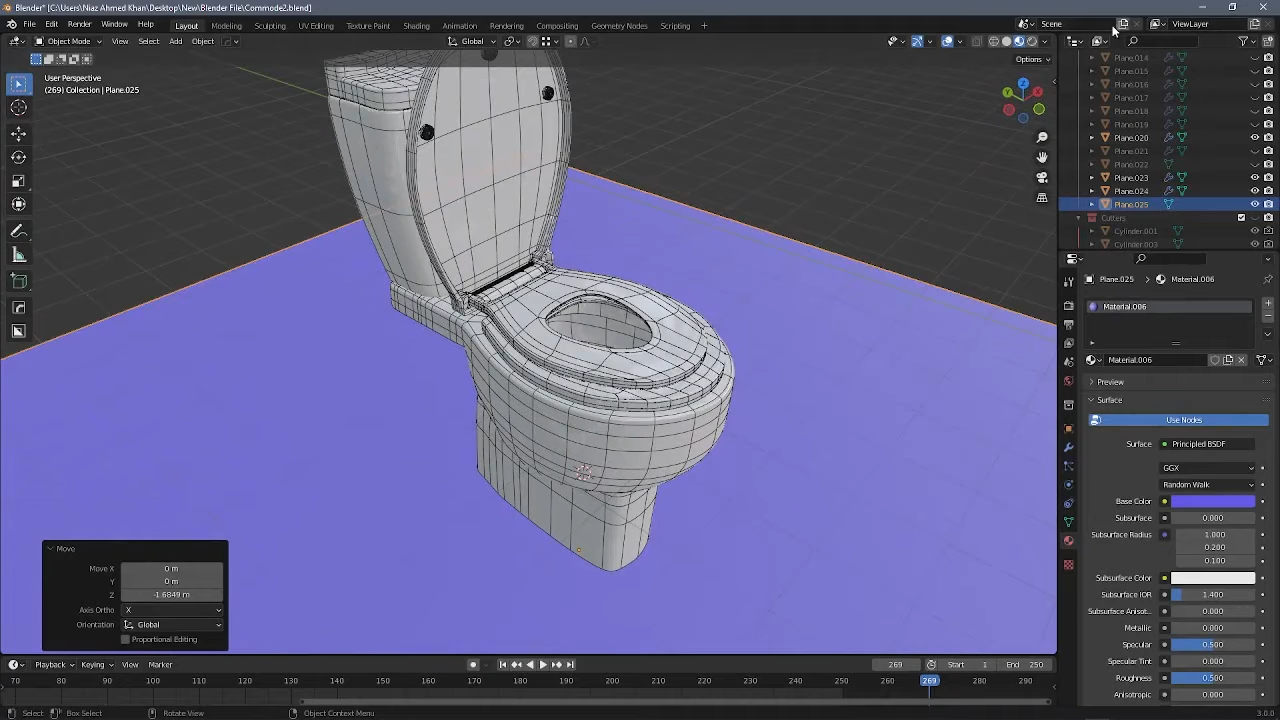 Blender* [C:\Users\Niaz Ahmed Khan\Desktop\New\Blender File\Commode2.blend]
File Edit Render Window Help Layout Modeling Sculpting UV Editing Texture Paint Shading Animation Rendering Compositing Geometry Nodes Scripting + Scene ViewLayer
Object Mode View Select Add Object Global
Options
User Perspective
(269) Collection | Plane.025
Plane.014
Plane.015
Plane.016
Plane.017
Plane.018
Plane.019
Plane.020
Plane.021
Plane.022
Plane.023
Plane.024
Plane.025
Cutters
Cylinder.001
Cylinder.003
X
Y
Z
Plane.025 > Material.006
Material.006
Material.006
Preview
Surface
Use Nodes
Surface Principled BSDF
GGX
Random Walk
Base Color
Subsurface 0.000
Subsurface Radius 1.000
0.200
0.100
Subsurface Color
Subsurface IOR 1.400
Subsurface Anisot.. 0.000
Metallic 0.000
Specular 0.500
Specular Tint 0.000
Roughness 0.500
Anisotropic 0.000
Move
Move X 0 m
Y 0 m
Z -1.6849 m
Axis Ortho X
Orientation Global
Proportional Editing
Playback Keying View Marker 269 Start 1 End 250
70 80 90 100 110 120 130 140 150 160 170 180 190 200 210 220 230 240 250 260 269 280 290
Select Box Select Rotate View Object Context Menu 3.0.0